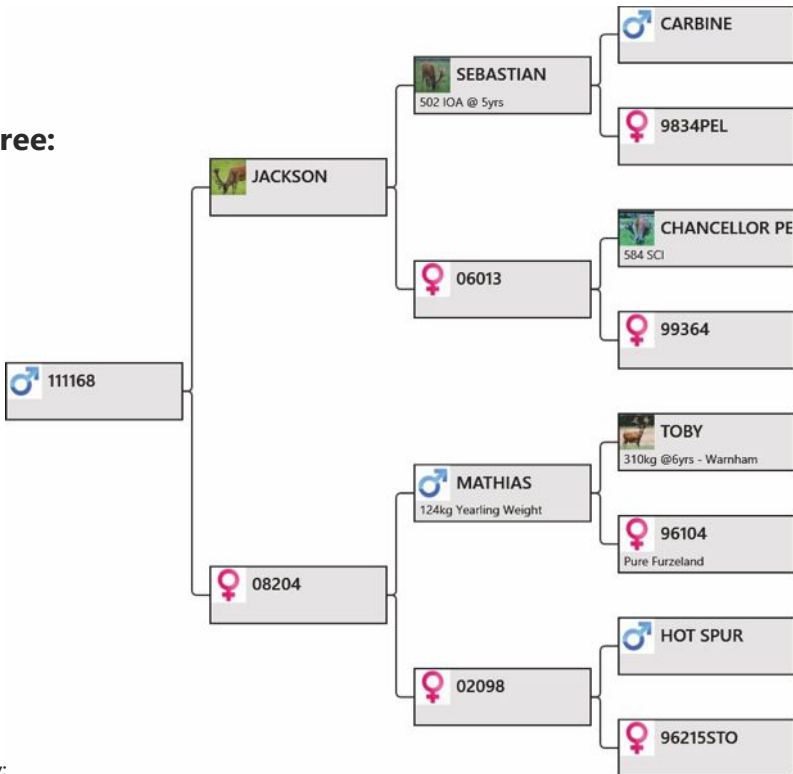 CARBINE
SEBASTIAN
502 IOA @ 5yrs
9834PEL
ree:
JACKSON
CHANCELLOR PE
584 SCI
06013
99364
111168
TOBY
310kg @6yrs - Warnham
MATHIAS
124kg Yearling Weight
96104
Pure Furzeland
08204
HOT SPUR
02098
96215STO